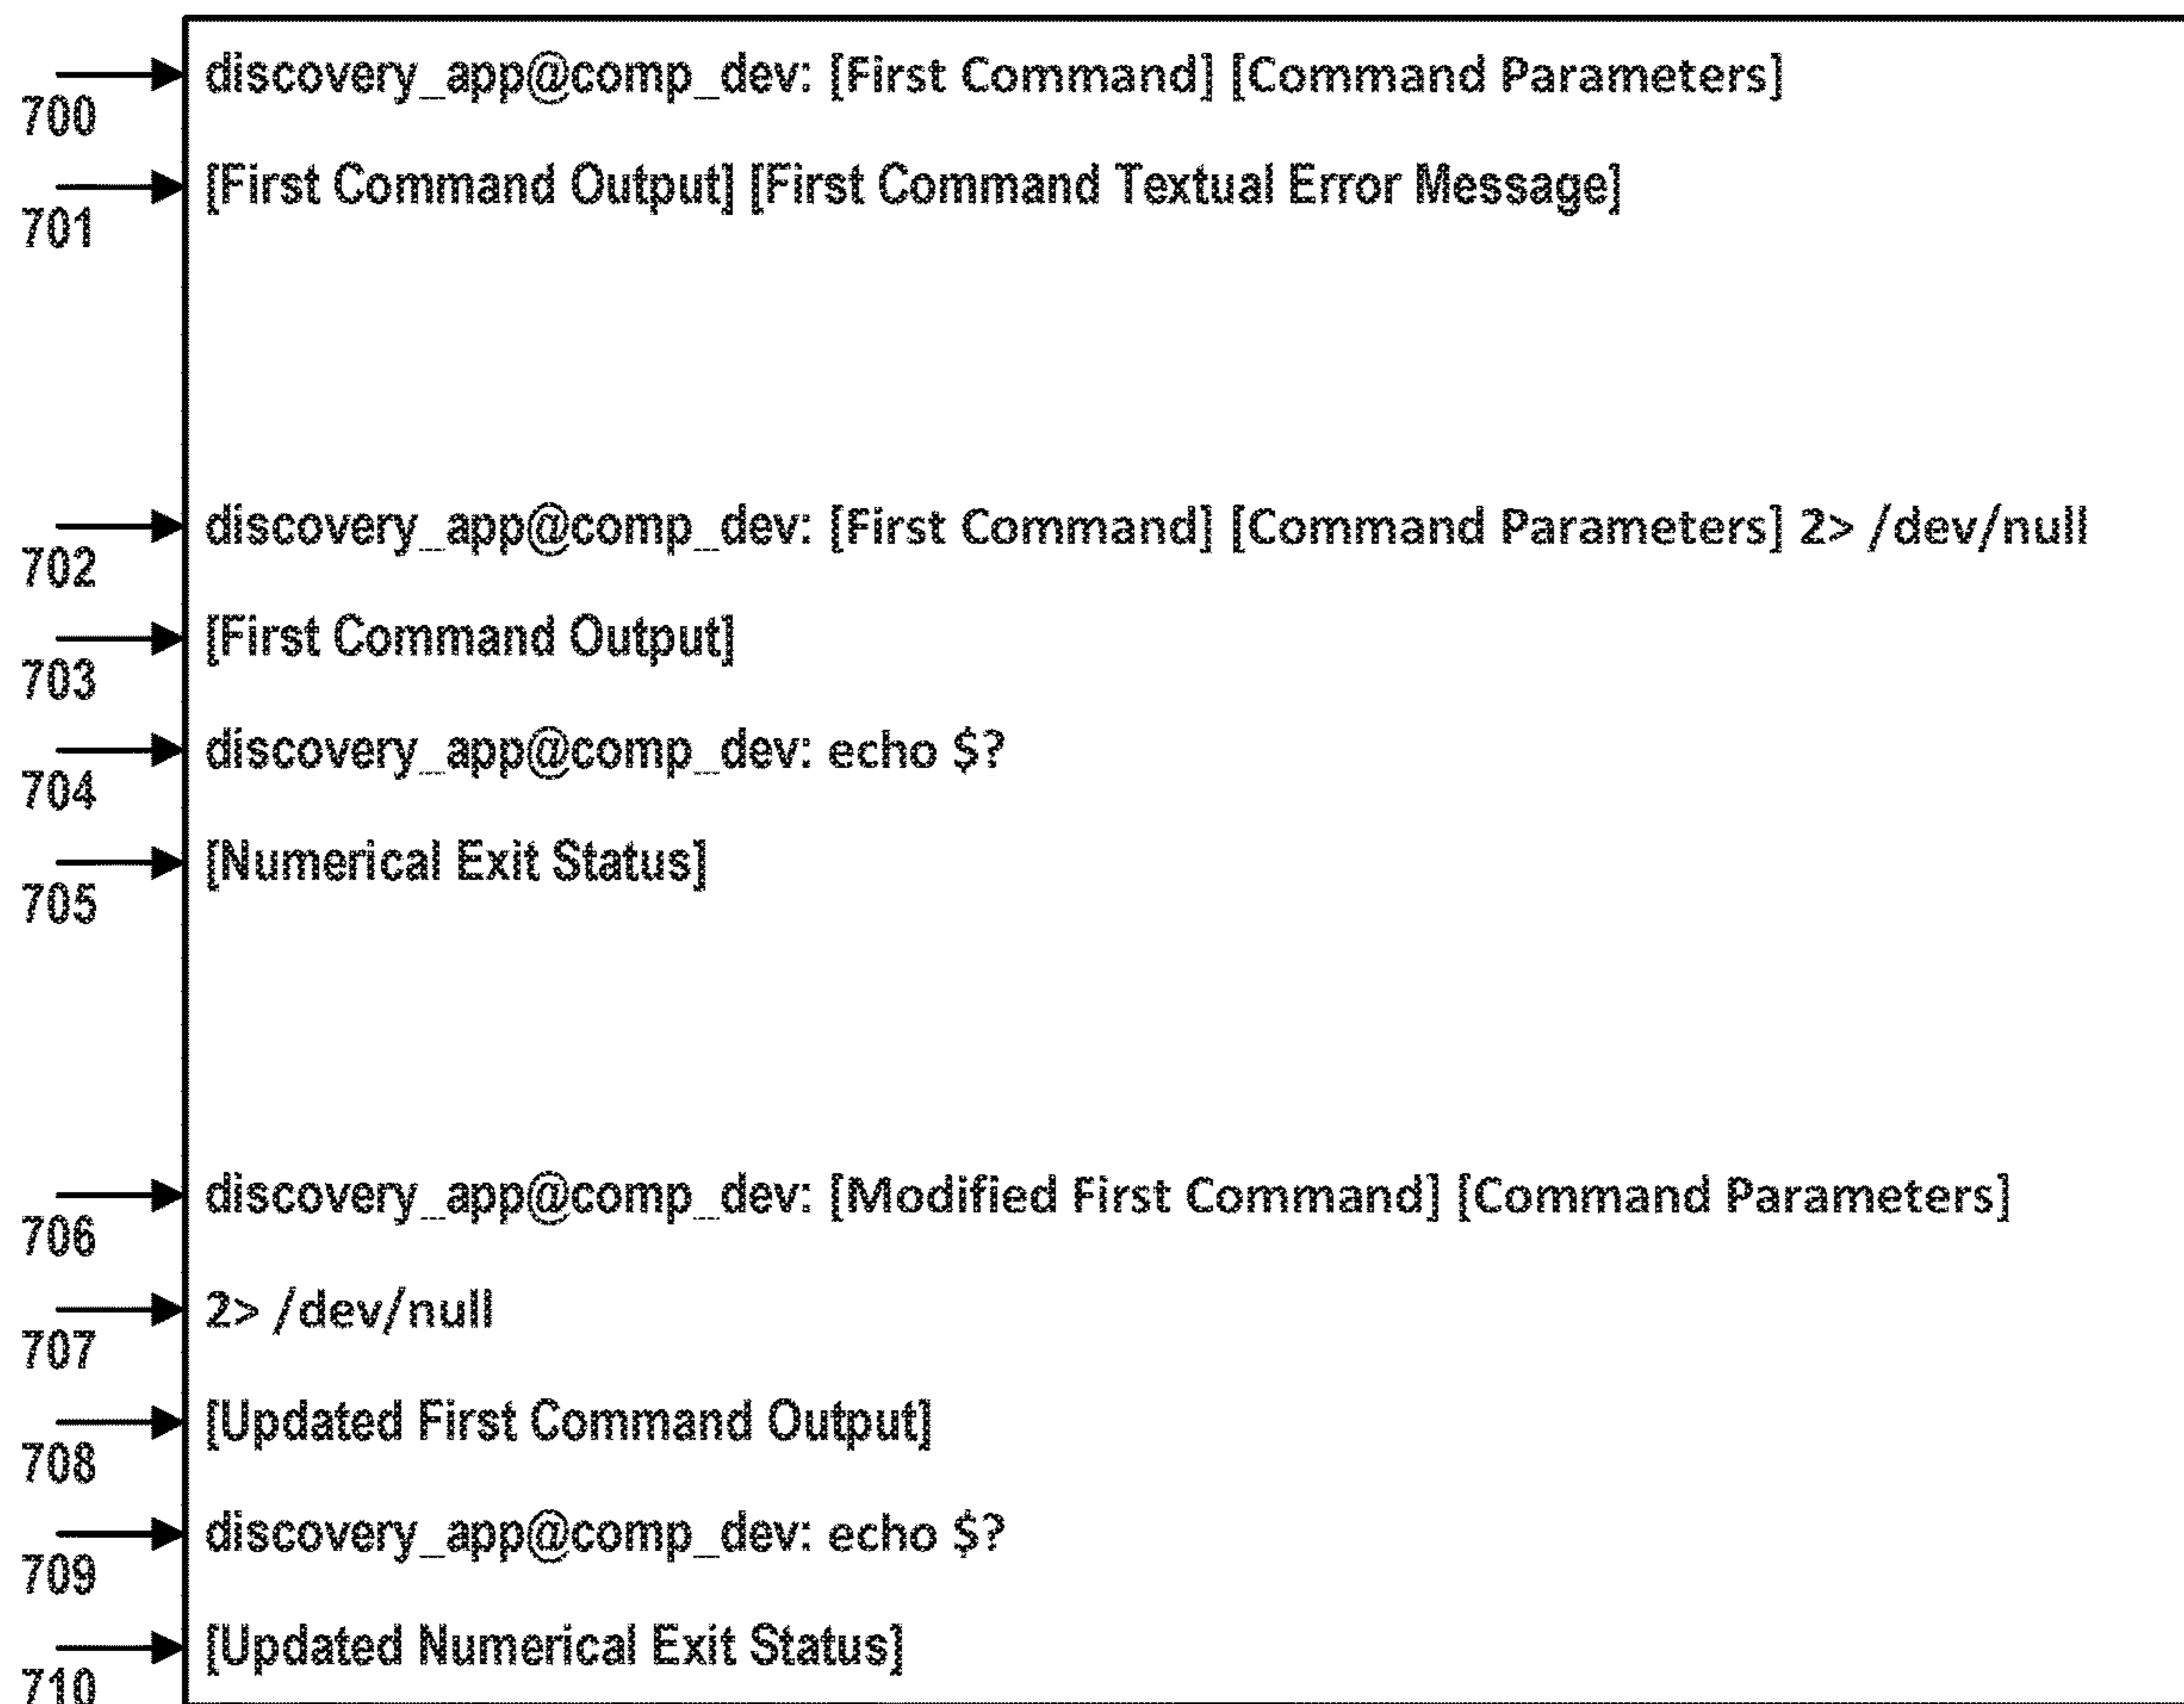 700 discovery_app@comp_dev: [First Command] [Command Parameters]
701 [First Command Output] [First Command Textual Error Message]
702 discovery_app@comp_dev: [First Command] [Command Parameters] 2> /dev/null
703 [First Command Output]
704 discovery_app@comp_dev: echo $?
705 [Numerical Exit Status]
706 discovery_app@comp_dev: [Modified First Command] [Command Parameters]
707 2> /dev/null
708 [Updated First Command Output]
709 discovery_app@comp_dev: echo $?
710 [Updated Numerical Exit Status]